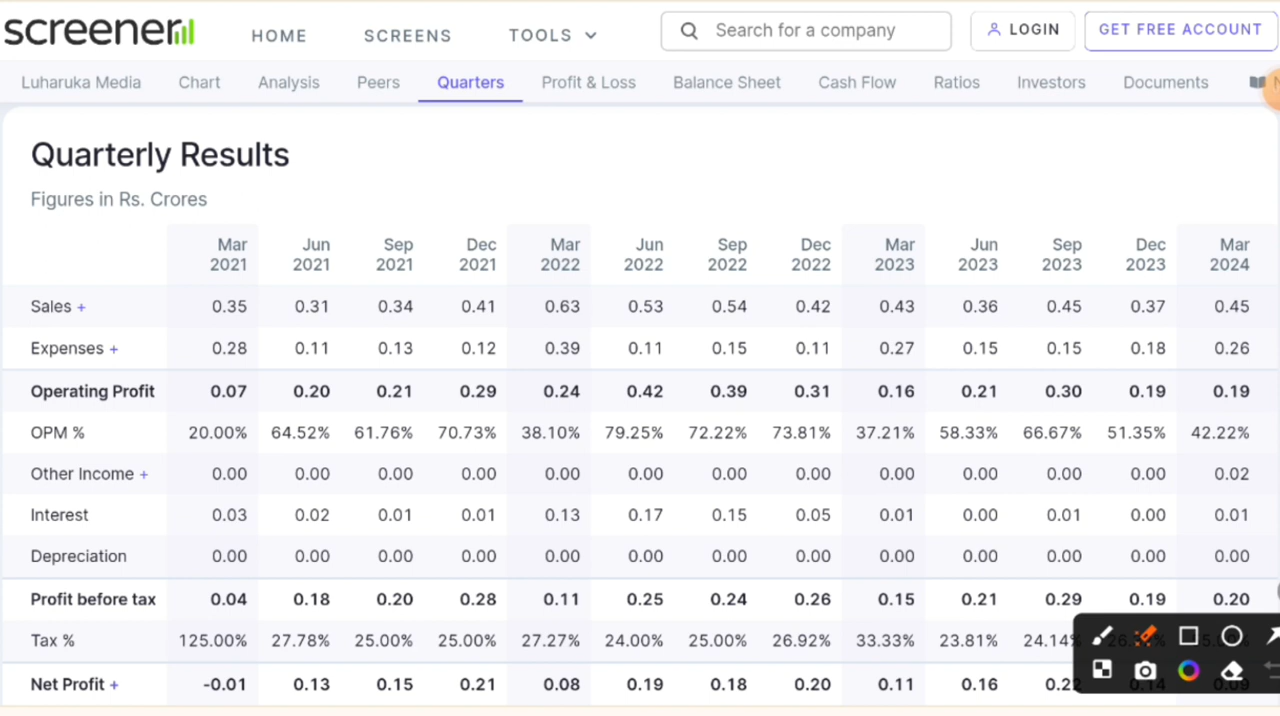 screener HOME SCREENS TOOLS Search for a company LOGIN GET FREE ACCOUNT
Luharuka Media Chart Analysis Peers Quarters Profit & Loss Balance Sheet Cash Flow Ratios Investors Documents
Quarterly Results
Figures in Rs. Crores
Mar Jun Sep Dec Mar Jun Sep Dec Mar Jun Sep Dec Mar
2021 2021 2021 2021 2022 2022 2022 2022 2023 2023 2023 2023 2024
Sales + 0.35 0.31 0.34 0.41 0.63 0.53 0.54 0.42 0.43 0.36 0.45 0.37 0.45
Expenses + 0.28 0.11 0.13 0.12 0.39 0.11 0.15 0.11 0.27 0.15 0.15 0.18 0.26
Operating Profit 0.07 0.20 0.21 0.29 0.24 0.42 0.39 0.31 0.16 0.21 0.30 0.19 0.19
OPM % 20.00% 64.52% 61.76% 70.73% 38.10% 79.25% 72.22% 73.81% 37.21% 58.33% 66.67% 51.35% 42.22%
Other Income + 0.00 0.00 0.00 0.00 0.00 0.00 0.00 0.00 0.00 0.00 0.00 0.00 0.02
Interest 0.03 0.02 0.01 0.01 0.13 0.17 0.15 0.05 0.01 0.00 0.01 0.00 0.01
Depreciation 0.00 0.00 0.00 0.00 0.00 0.00 0.00 0.00 0.00 0.00 0.00 0.00 0.00
Profit before tax 0.04 0.18 0.20 0.28 0.11 0.25 0.24 0.26 0.15 0.21 0.29 0.19 0.20
Tax % 125.00% 27.78% 25.00% 25.00% 27.27% 24.00% 25.00% 26.92% 33.33% 23.81% 24.14%
Net Profit + -0.01 0.13 0.15 0.21 0.08 0.19 0.18 0.20 0.11 0.16 0.22 0.14 0.09